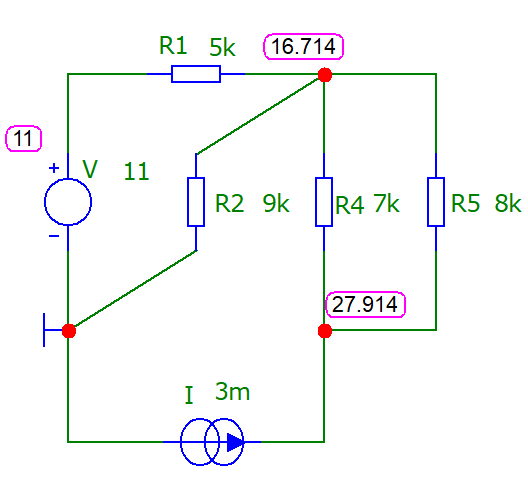 R1 5k
16.714
11
+
V 11
R2 9k
R4 7k
R5 8k
−
27.914
I 3m